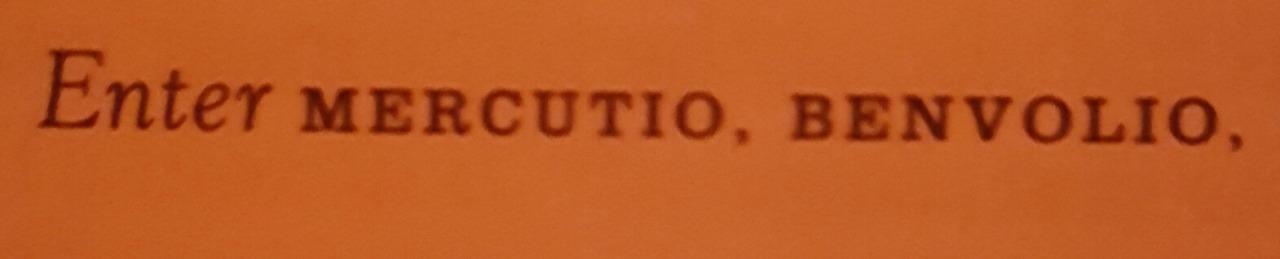 Enter MERCUTIO, BENVOLIO,